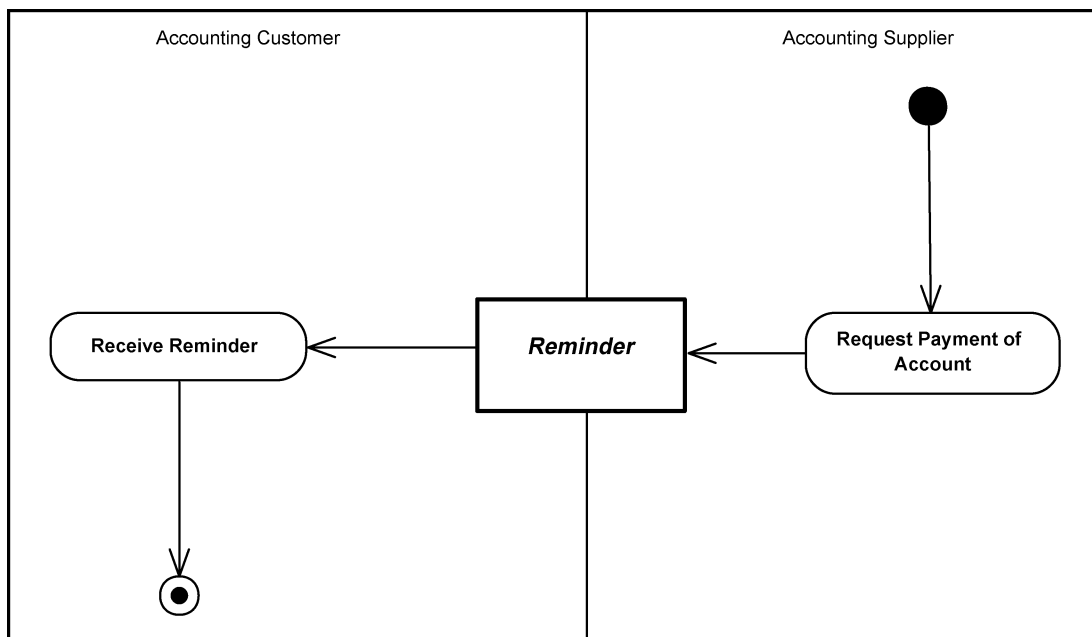 Accounting Customer
Accounting Supplier
Receive Reminder
Reminder
Request Payment of
Account